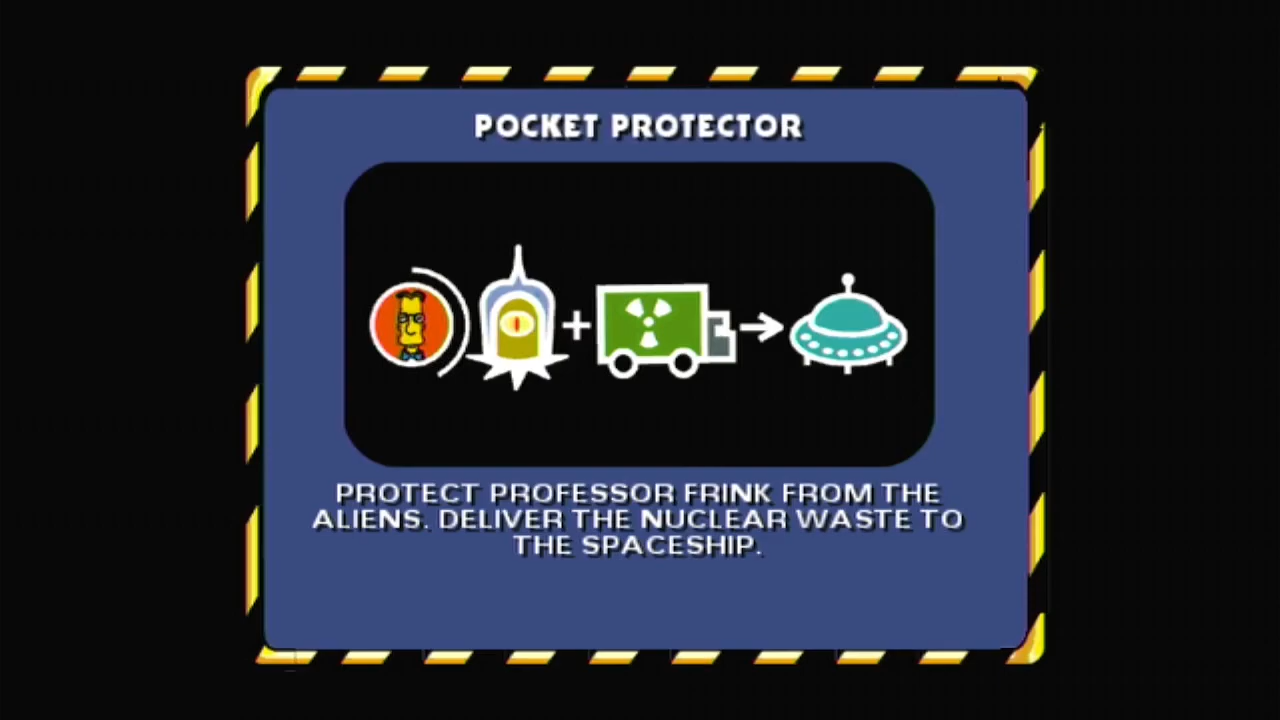 POCKET PROTECTOR
PROTECT PROFESSOR FRINK FROM THE
ALIENS. DELIVER THE NUCLEAR WASTE TO
THE SPACESHIP.